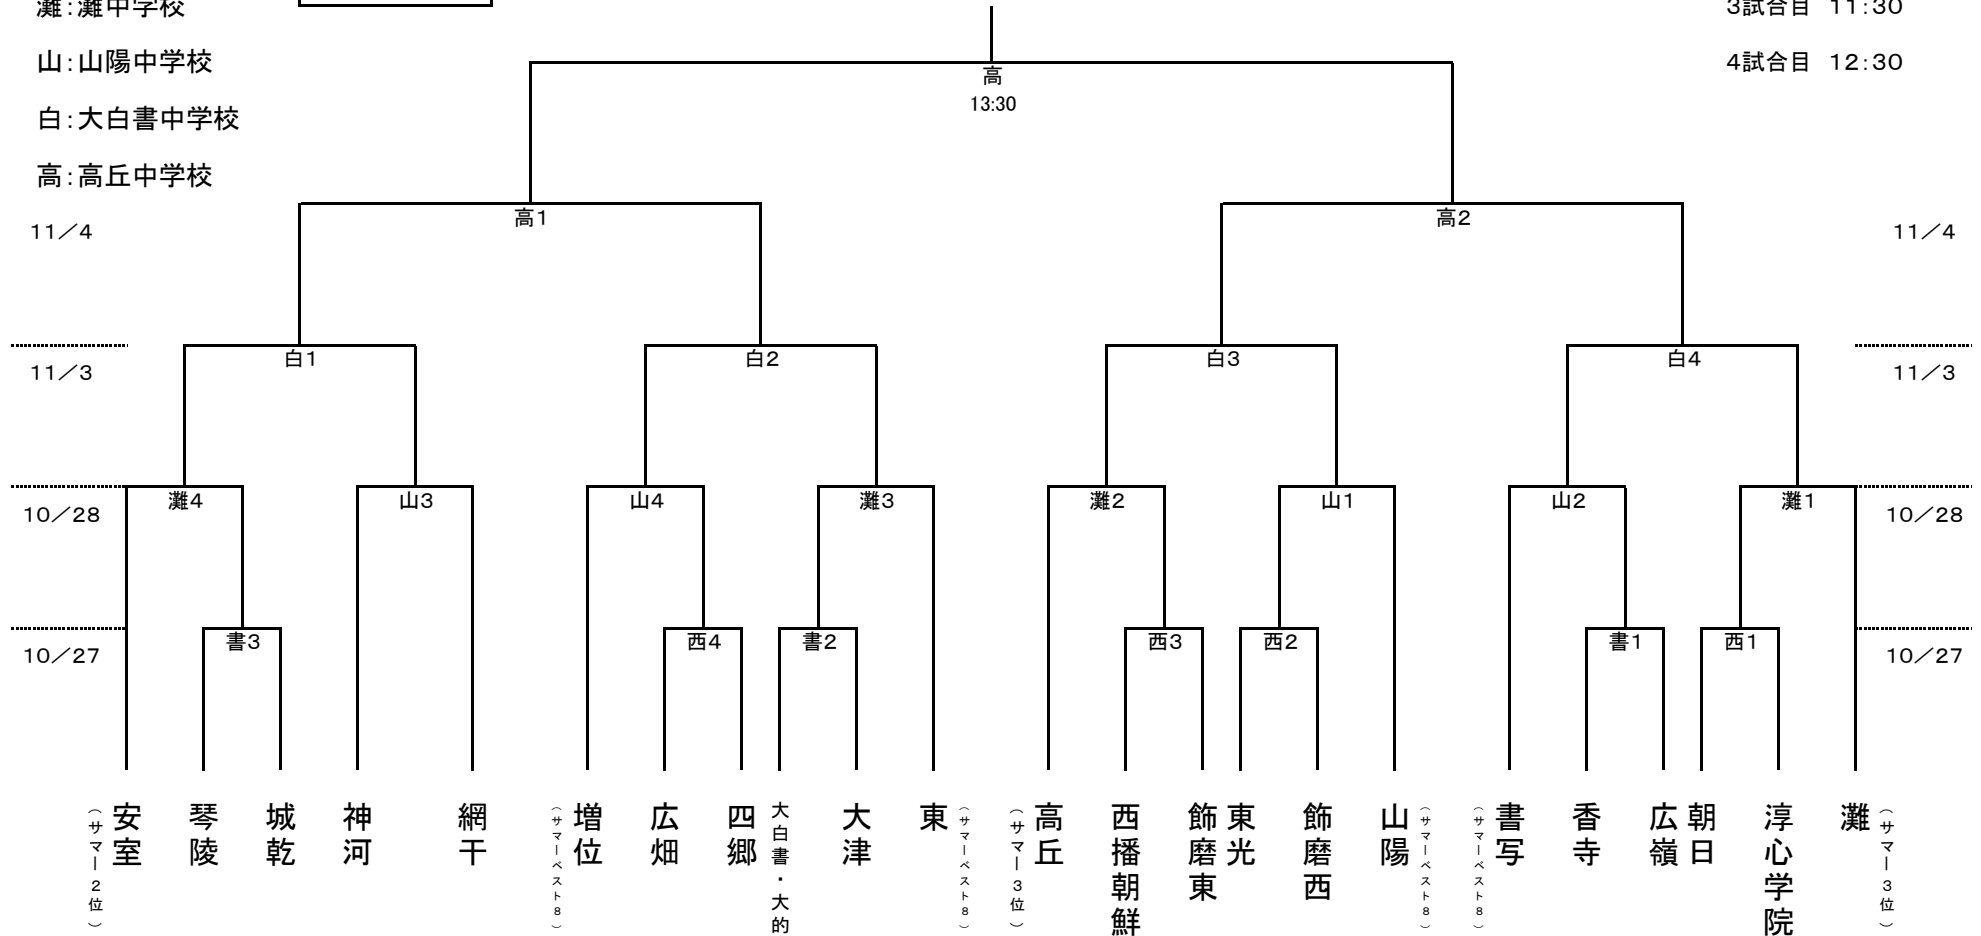 灘：灘中学校
3試合目 11：30
山：山陽中学校
4試合目 12：30
高
13:30
白：大白書中学校
高：高丘中学校
高1
高2
11／4
11／4
白1
白2
白3
白4
11／3
11／3
灘4
山3
山4
灘3
灘2
山1
山2
灘1
10／28
10／28
書3
西4
書2
西3
西2
書1
西1
10／27
10／27
（サマー2位）
安室
琴陵
城乾
神河
網干
（サマーベスト8）
増位
広畑
四郷
大白書・大的
大津
東
（サマーベスト8）
（サマー3位）
高丘
西播朝鮮
飾磨東
東光
飾磨西
山陽
（サマーベスト8）
（サマーベスト8）
書写
香寺
広嶺
朝日
淳心学院
灘
（サマー3位）